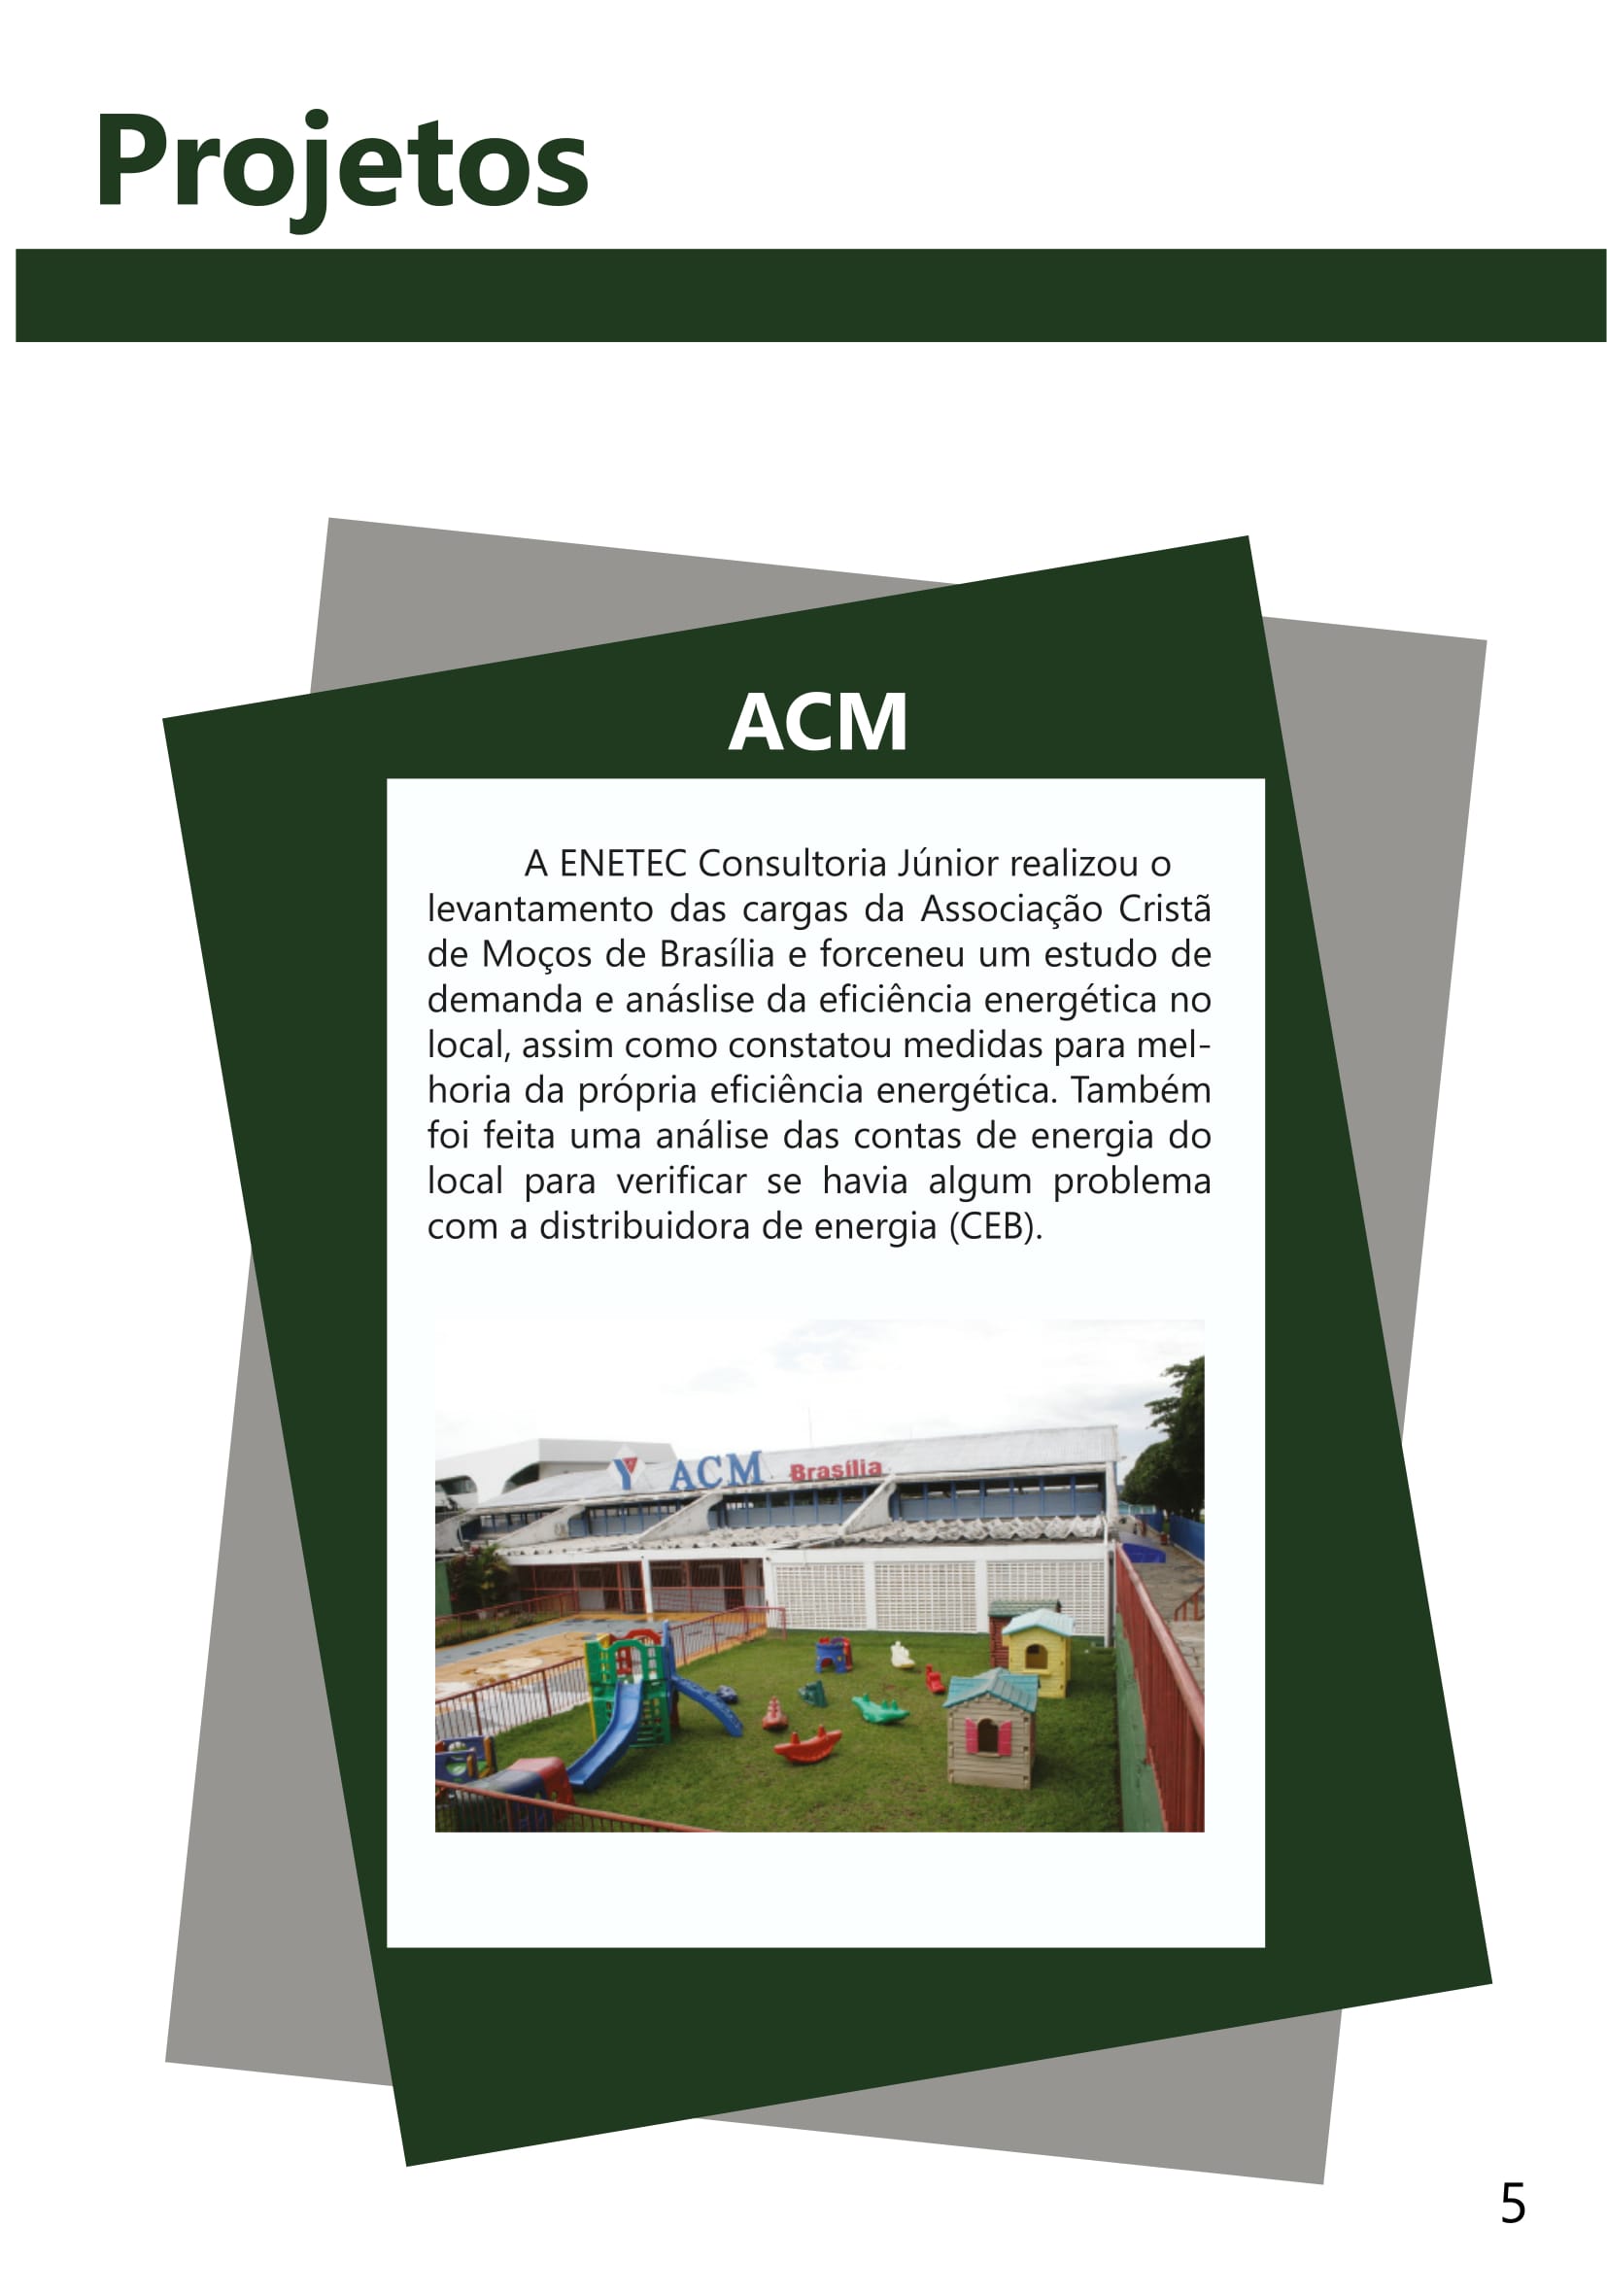 Projetos
ACM
A ENETEC Consultoria Júnior realizou o
levantamento das cargas da Associação Cristã
de Moços de Brasília e forceneu um estudo de
demanda e anáslise da eficiência energética no
local, assim como constatou medidas para mel-
horia da própria eficiência energética. Também
foi feita uma análise das contas de energia do
local para verificar se havia algum problema
com a distribuidora de energia (CEB).
Y ACM Brasília
5